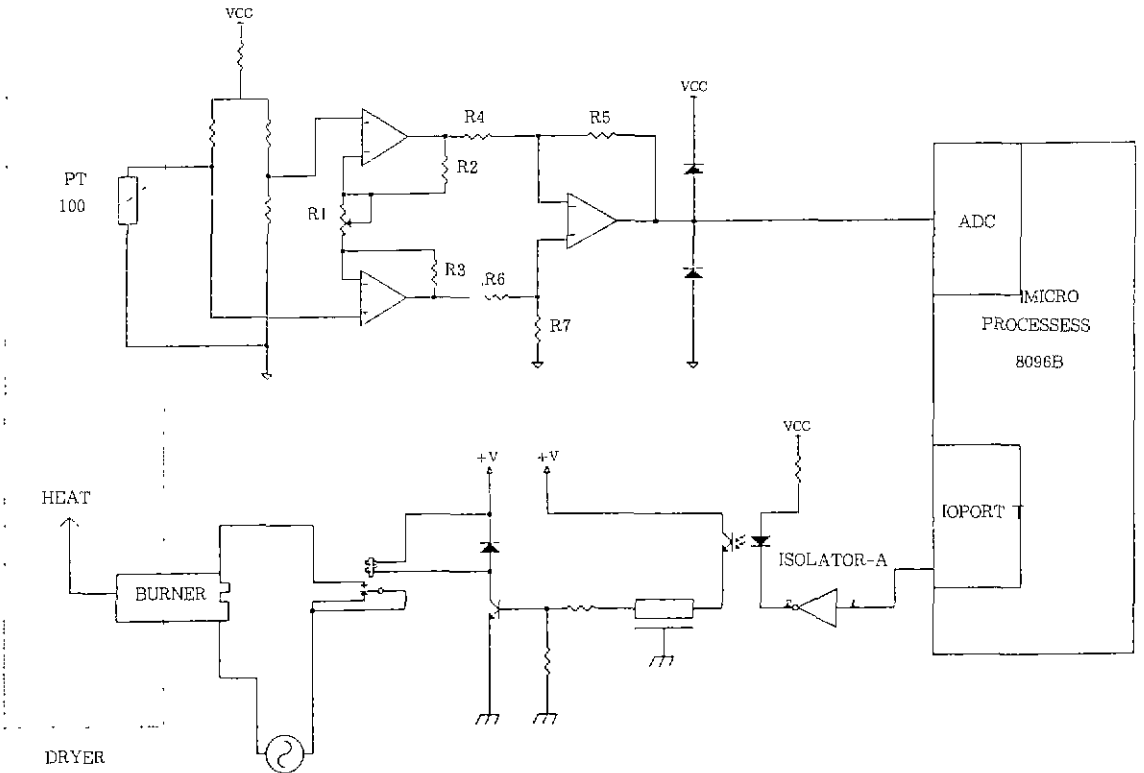 VCC
VCC
R4
R5
R2
PT
100
R1
R3
R6
R7
ADC
MICRO
PROCESSESS
8096B
VCC
+V
+V
HEAT
IOPORT
ISOLATOR-A
BURNER
DRYER